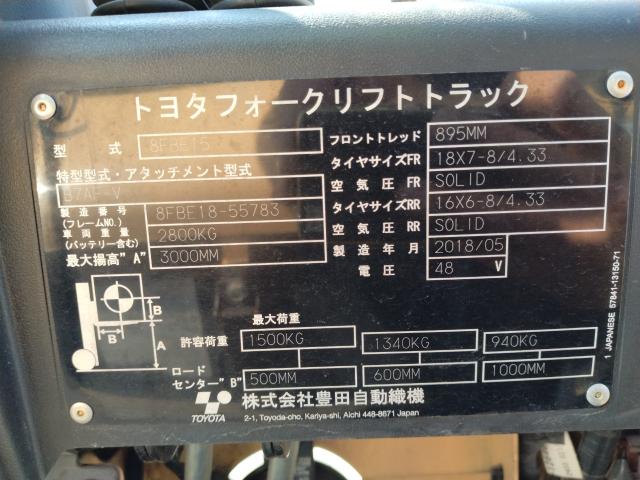 トヨタフォークリフトトラック
型式 8FBE15
特型型式・アタッチメント型式
製造番号 (フレームNO.) 8FBE18-55783
車両重量 (バッテリー含む) 2800KG
最大揚高"A" 3000MM
フロントトレッド 895MM
タイヤサイズFR 18X7-8/4.33
空気圧 FR SOLID
タイヤサイズRR 16X6-8/4.33
空気圧 RR SOLID
製造年月 2018/05
電圧 48 V
B
B
A
最大荷重
許容荷重 1500KG 1340KG 940KG
ロードセンター"B" 500MM 600MM 1000MM
TOYOTA
株式会社豊田自動織機
2-1, Toyoda-cho, Kariya-shi, Aichi 448-8671 Japan
1 JAPANESE 57841-13150-71